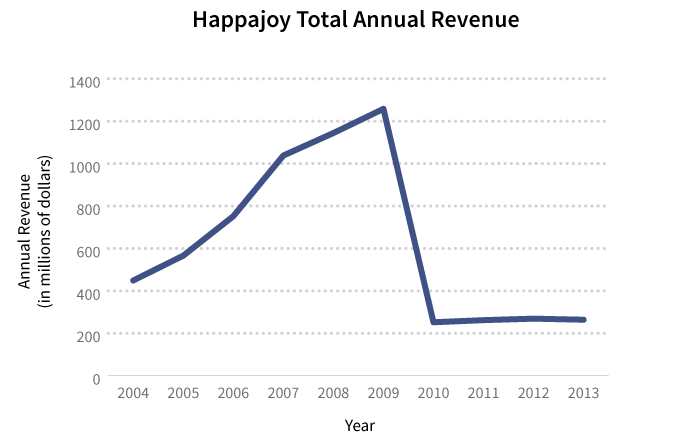 Happajoy Total Annual Revenue
1400
1200
1000
800
600
400
200
0
Annual Revenue
(in millions of dollars)
2004 2005 2006 2007 2008 2009 2010 2011 2012 2013
Year